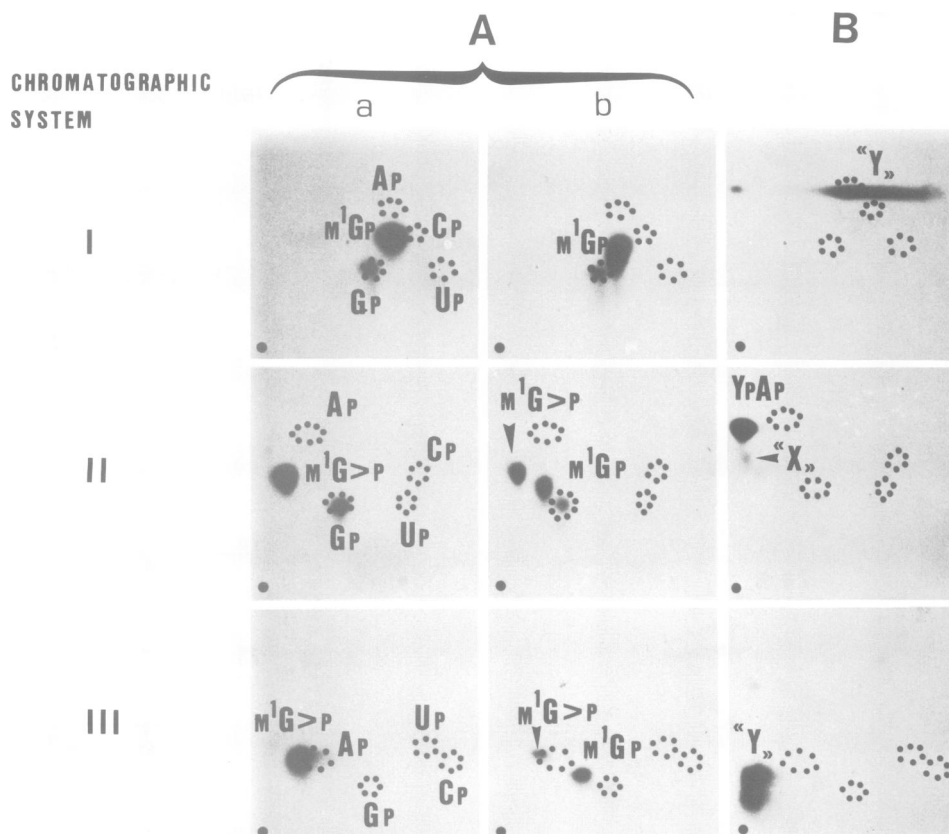 A
B
CHROMATOGRAPHIC
SYSTEM
a
b
I
Ap
M¹Gp
Cp
Gp
Up
M¹Gp
«Y»
II
Ap
M¹G>p
Cp
Gp
Up
M¹G>p
M¹Gp
YpAp
«X»
III
M¹G>p
Ap
Up
Gp
Cp
M¹G>p
M¹Gp
«Y»